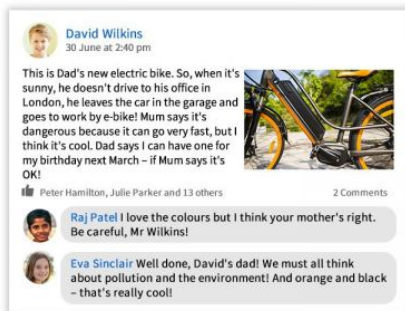 David Wilkins
30 June at 2:40 pm
This is Dad's new electric bike. So, when it's
sunny, he doesn't drive to his office in
London, he leaves the car in the garage and
goes to work by e-bike! Mum says it's
dangerous because it can go very fast, but I
think it's cool. Dad says I can have one for
my birthday next March – if Mum says it's
OK!
Peter Hamilton, Julie Parker and 13 others
2 Comments
Raj Patel I love the colours but I think your mother's right.
Be careful, Mr Wilkins!
Eva Sinclair Well done, David's dad! We must all think
about pollution and the environment! And orange and black
– that's really cool!